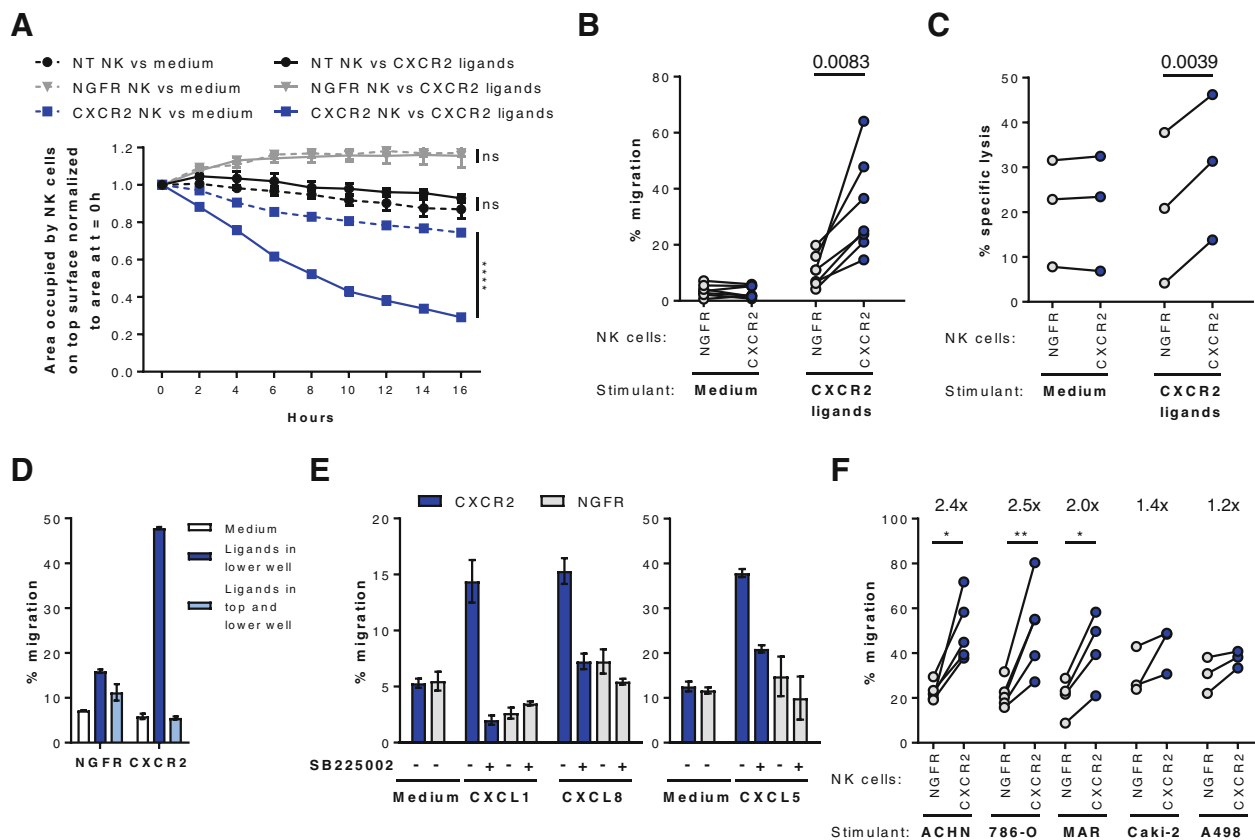 A
NT NK vs medium
NT NK vs CXCR2 ligands
NGFR NK vs medium
NGFR NK vs CXCR2 ligands
CXCR2 NK vs medium
CXCR2 NK vs CXCR2 ligands
Area occupied by NK cells
on top surface normalized
to area at t = 0h
1.2
1.0
0.8
0.6
0.4
0.2
0.0
0 2 4 6 8 10 12 14 16
Hours
ns
ns
****
B
0.0083
% migration
80
60
40
20
0
NK cells:
NGFR
CXCR2
NGFR
CXCR2
Stimulant:
Medium
CXCR2
ligands
C
0.0039
% specific lysis
50
40
30
20
10
0
NK cells:
NGFR
CXCR2
NGFR
CXCR2
Stimulant:
Medium
CXCR2
ligands
D
% migration
50
40
30
20
10
0
Medium
Ligands in
lower well
Ligands in
top and
lower well
NGFR CXCR2
E
CXCR2
NGFR
% migration
20
15
10
5
0
50
40
30
20
10
0
SB225002
- - - + - + - + - +
Medium CXCL1 CXCL8
- - - + - +
Medium CXCL5
F
2.4x 2.5x 2.0x 1.4x 1.2x
* ** *
% migration
100
80
60
40
20
0
NK cells:
NGFR
CXCR2
NGFR
CXCR2
NGFR
CXCR2
NGFR
CXCR2
NGFR
CXCR2
Stimulant:
ACHN 786-O MAR Caki-2 A498